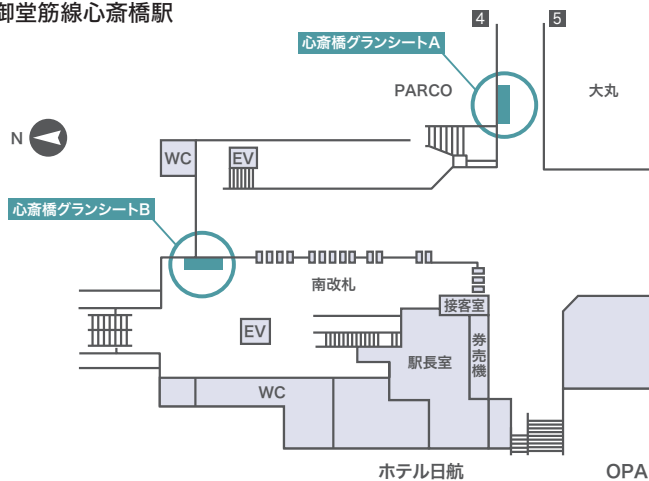 御堂筋線心斎橋駅
4
5
心斎橋グランシートA
PARCO
大丸
N
WC
EV
心斎橋グランシートB
南改札
接客室
EV
券売機
駅長室
WC
ホテル日航
OPA